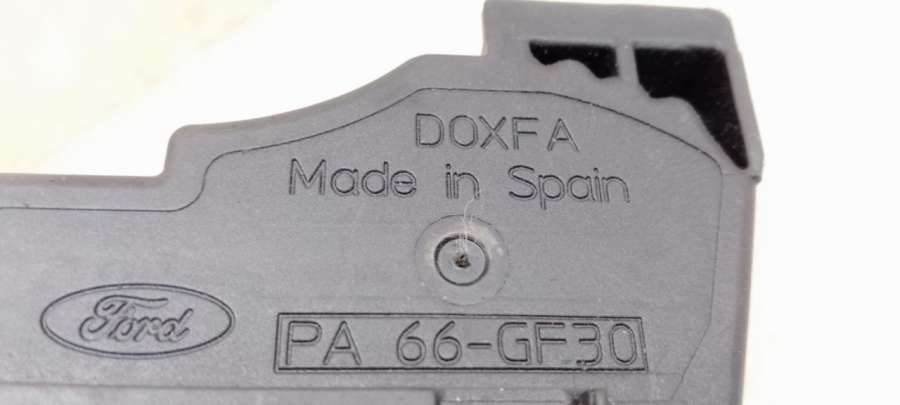 DOXFA
Made in Spain
Ford
PA 66-GF30